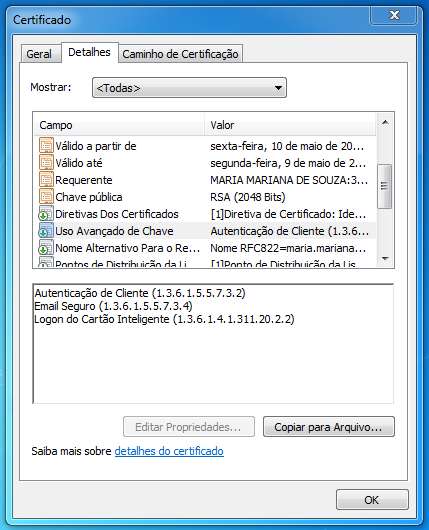 Certificado
Geral Detalhes Caminho de Certificação
Mostrar: <Todas>
Campo Valor
Válido a partir de sexta-feira, 10 de maio de 20...
Válido até segunda-feira, 9 de maio de 20...
Requerente MARIA MARIANA DE SOUZA:3...
Chave pública RSA (2048 Bits)
Diretivas Dos Certificados [1]Diretiva de Certificado: Ide...
Uso Avançado de Chave Autenticação de Cliente (1.3.6....
Nome Alternativo Para o Re... Nome RFC822=maria.mariana...
Pontos de Distribuição da Lis... [1]Ponto de Distribuição da Lis...
Autenticação de Cliente (1.3.6.1.5.5.7.3.2)
Email Seguro (1.3.6.1.5.5.7.3.4)
Logon do Cartão Inteligente (1.3.6.1.4.1.311.20.2.2)
Editar Propriedades... Copiar para Arquivo...
Saiba mais sobre detalhes do certificado
OK